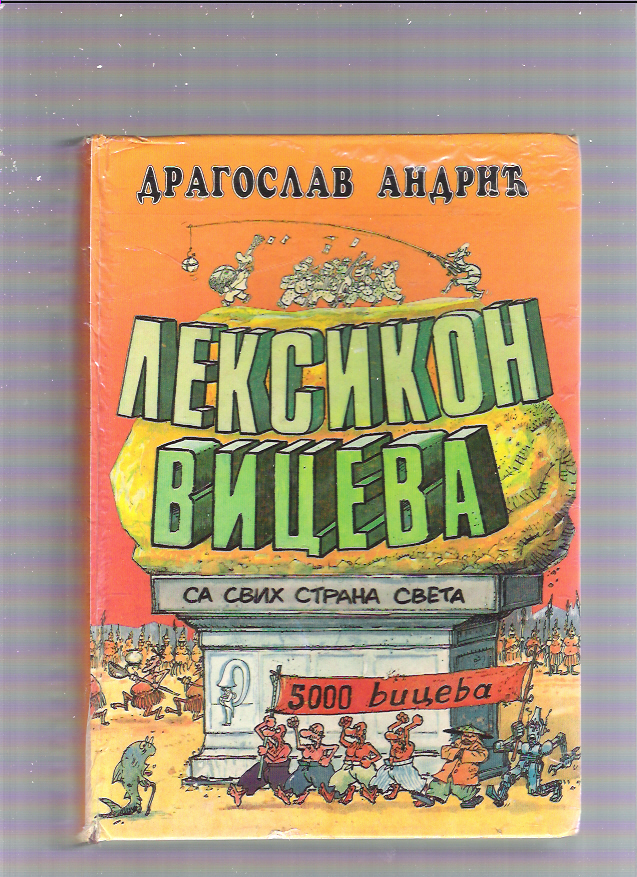 ДРАГОСЛАВ АНДРИЋ
ЛЕКСИКОН
ВИЦЕВА
СА СВИХ СТРАНА СВЕТА
5000 вицева